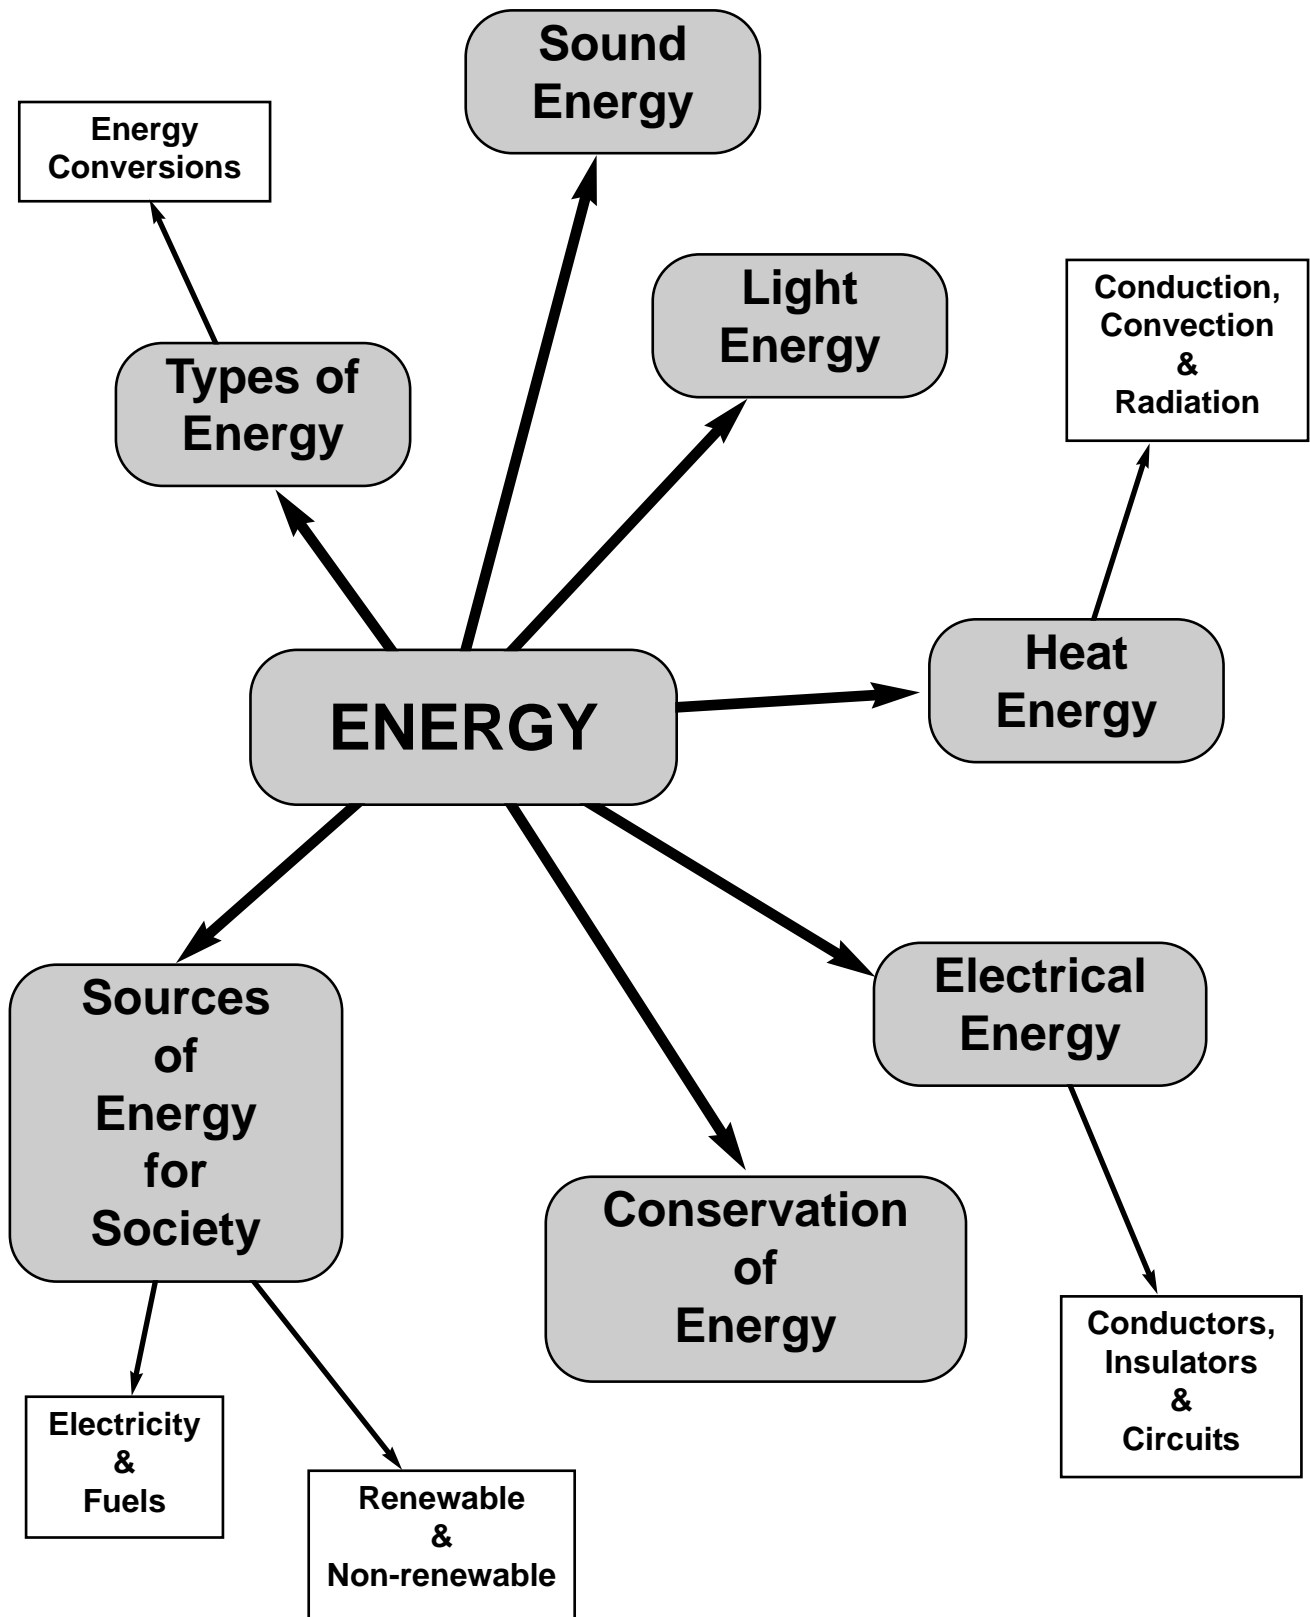 Sound
Energy
Energy
Conversions
Light
Energy
Conduction,
Convection
&
Radiation
Types of
Energy
Heat
Energy
ENERGY
Sources
of
Energy
for
Society
Electrical
Energy
Conservation
of
Energy
Conductors,
Insulators
&
Circuits
Electricity
&
Fuels
Renewable
&
Non-renewable